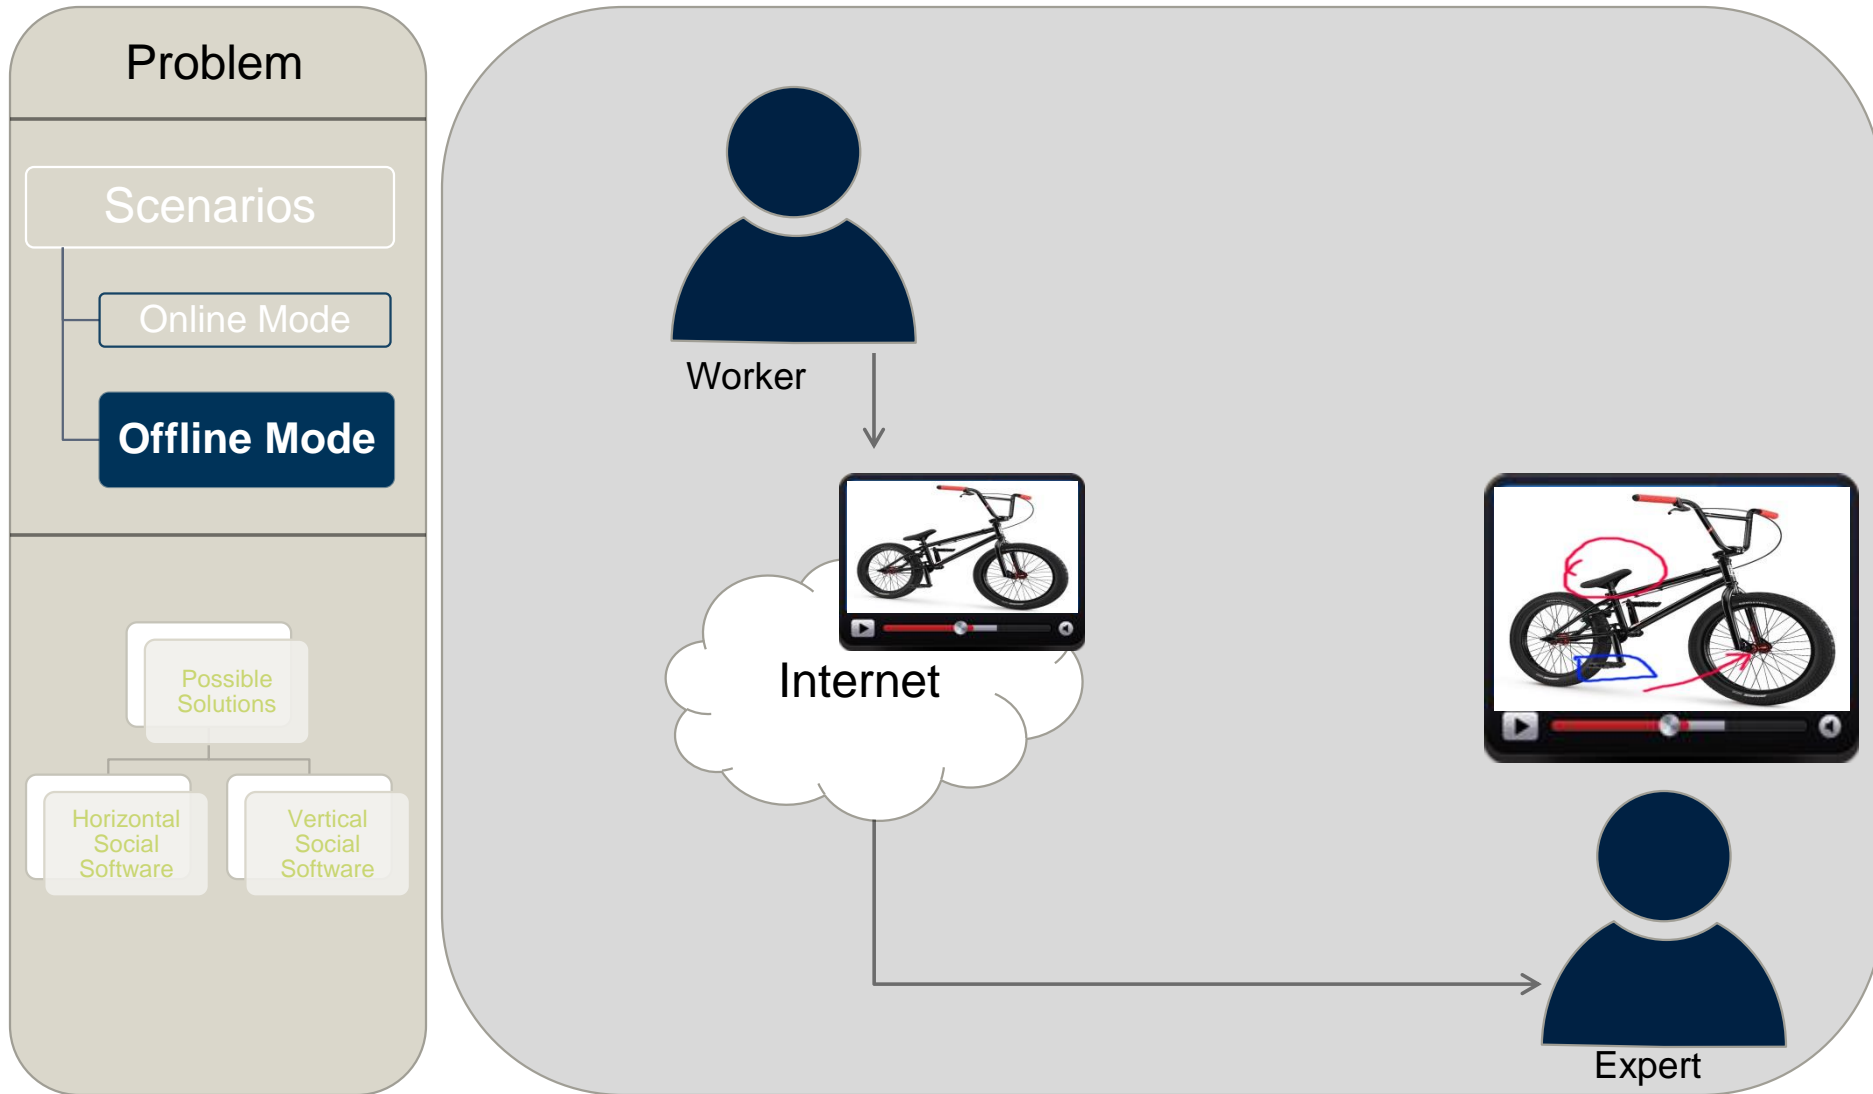 Problem
Scenarios
Online Mode
Offline Mode
Possible
Solutions
Horizontal
Social
Software
Vertical
Social
Software
Worker
Internet
Expert